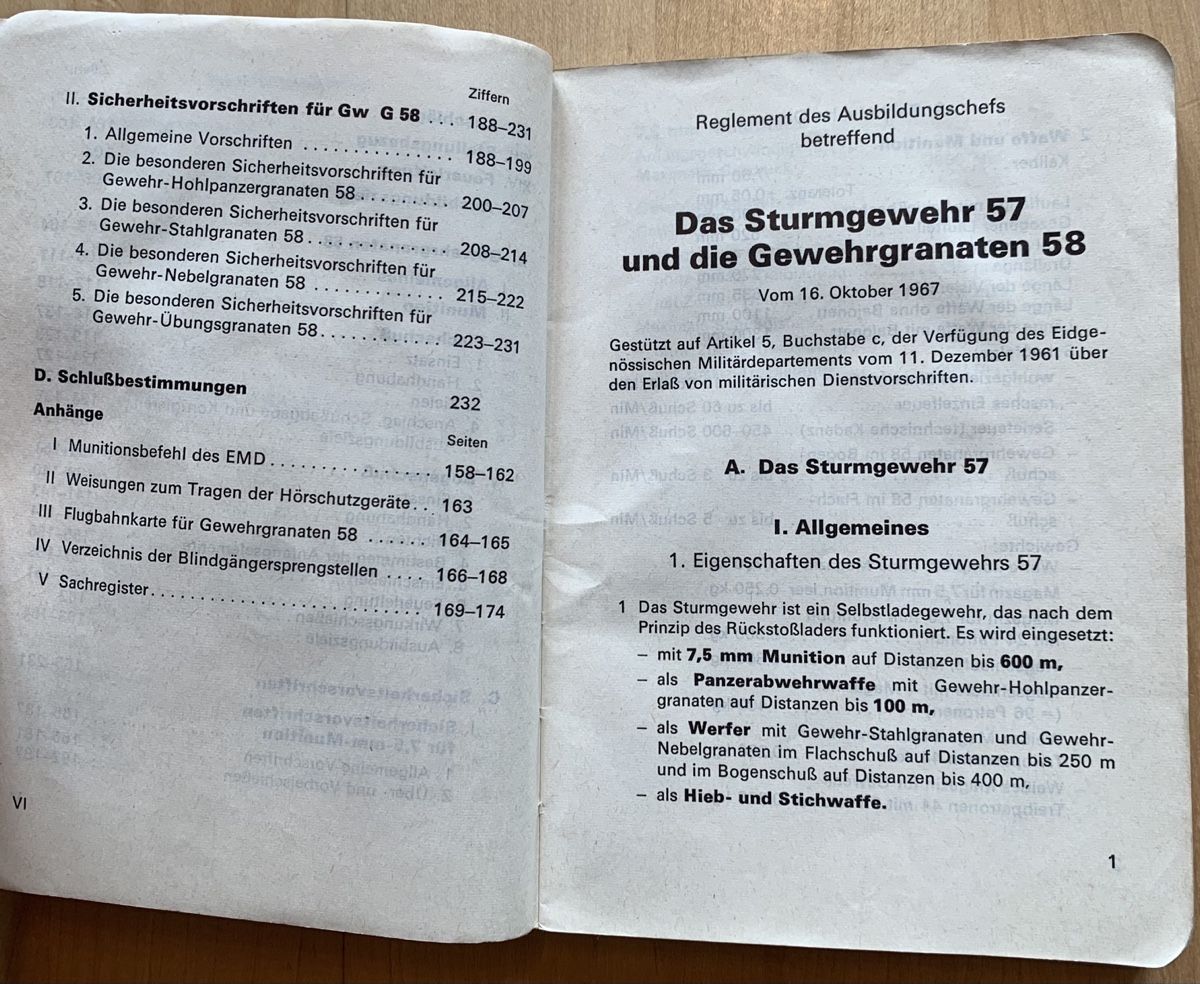 Ziffern
II. Sicherheitsvorschriften für Gw G 58 . . . 188–231
1. Allgemeine Vorschriften . . . . . . . . . . . . . . . 188–199
2. Die besonderen Sicherheitsvorschriften für
Gewehr-Hohlpanzergranaten 58 . . . . . . . . . 200–207
3. Die besonderen Sicherheitsvorschriften für
Gewehr-Stahlgranaten 58 . . . . . . . . . . . . . 208–214
4. Die besonderen Sicherheitsvorschriften für
Gewehr-Nebelgranaten 58 . . . . . . . . . . . . 215–222
5. Die besonderen Sicherheitsvorschriften für
Gewehr-Übungsgranaten 58 . . . . . . . . . . . . 223–231
D. Schlußbestimmungen 232
Anhänge Seiten
I Munitionsbefehl des EMD . . . . . . . . . . . . . . . 158–162
II Weisungen zum Tragen der Hörschutzgeräte . . 163
III Flugbahnkarte für Gewehrgranaten 58 . . . . . . 164–165
IV Verzeichnis der Blindgängersprengstellen . . . . 166–168
V Sachregister . . . . . . . . . . . . . . . . . . . . . . . . . 169–174
VI
Reglement des Ausbildungschefs
betreffend
Das Sturmgewehr 57
und die Gewehrgranaten 58
Vom 16. Oktober 1967
Gestützt auf Artikel 5, Buchstabe c, der Verfügung des Eidge-
nössischen Militärdepartements vom 11. Dezember 1961 über
den Erlaß von militärischen Dienstvorschriften.
A. Das Sturmgewehr 57
I. Allgemeines
1. Eigenschaften des Sturmgewehrs 57
1 Das Sturmgewehr ist ein Selbstladegewehr, das nach dem
Prinzip des Rückstoßladers funktioniert. Es wird eingesetzt:
– mit 7,5 mm Munition auf Distanzen bis 600 m,
– als Panzerabwehrwaffe mit Gewehr-Hohlpanzer-
granaten auf Distanzen bis 100 m,
– als Werfer mit Gewehr-Stahlgranaten und Gewehr-
Nebelgranaten im Flachschuß auf Distanzen bis 250 m
und im Bogenschuß auf Distanzen bis 400 m,
– als Hieb- und Stichwaffe.
1